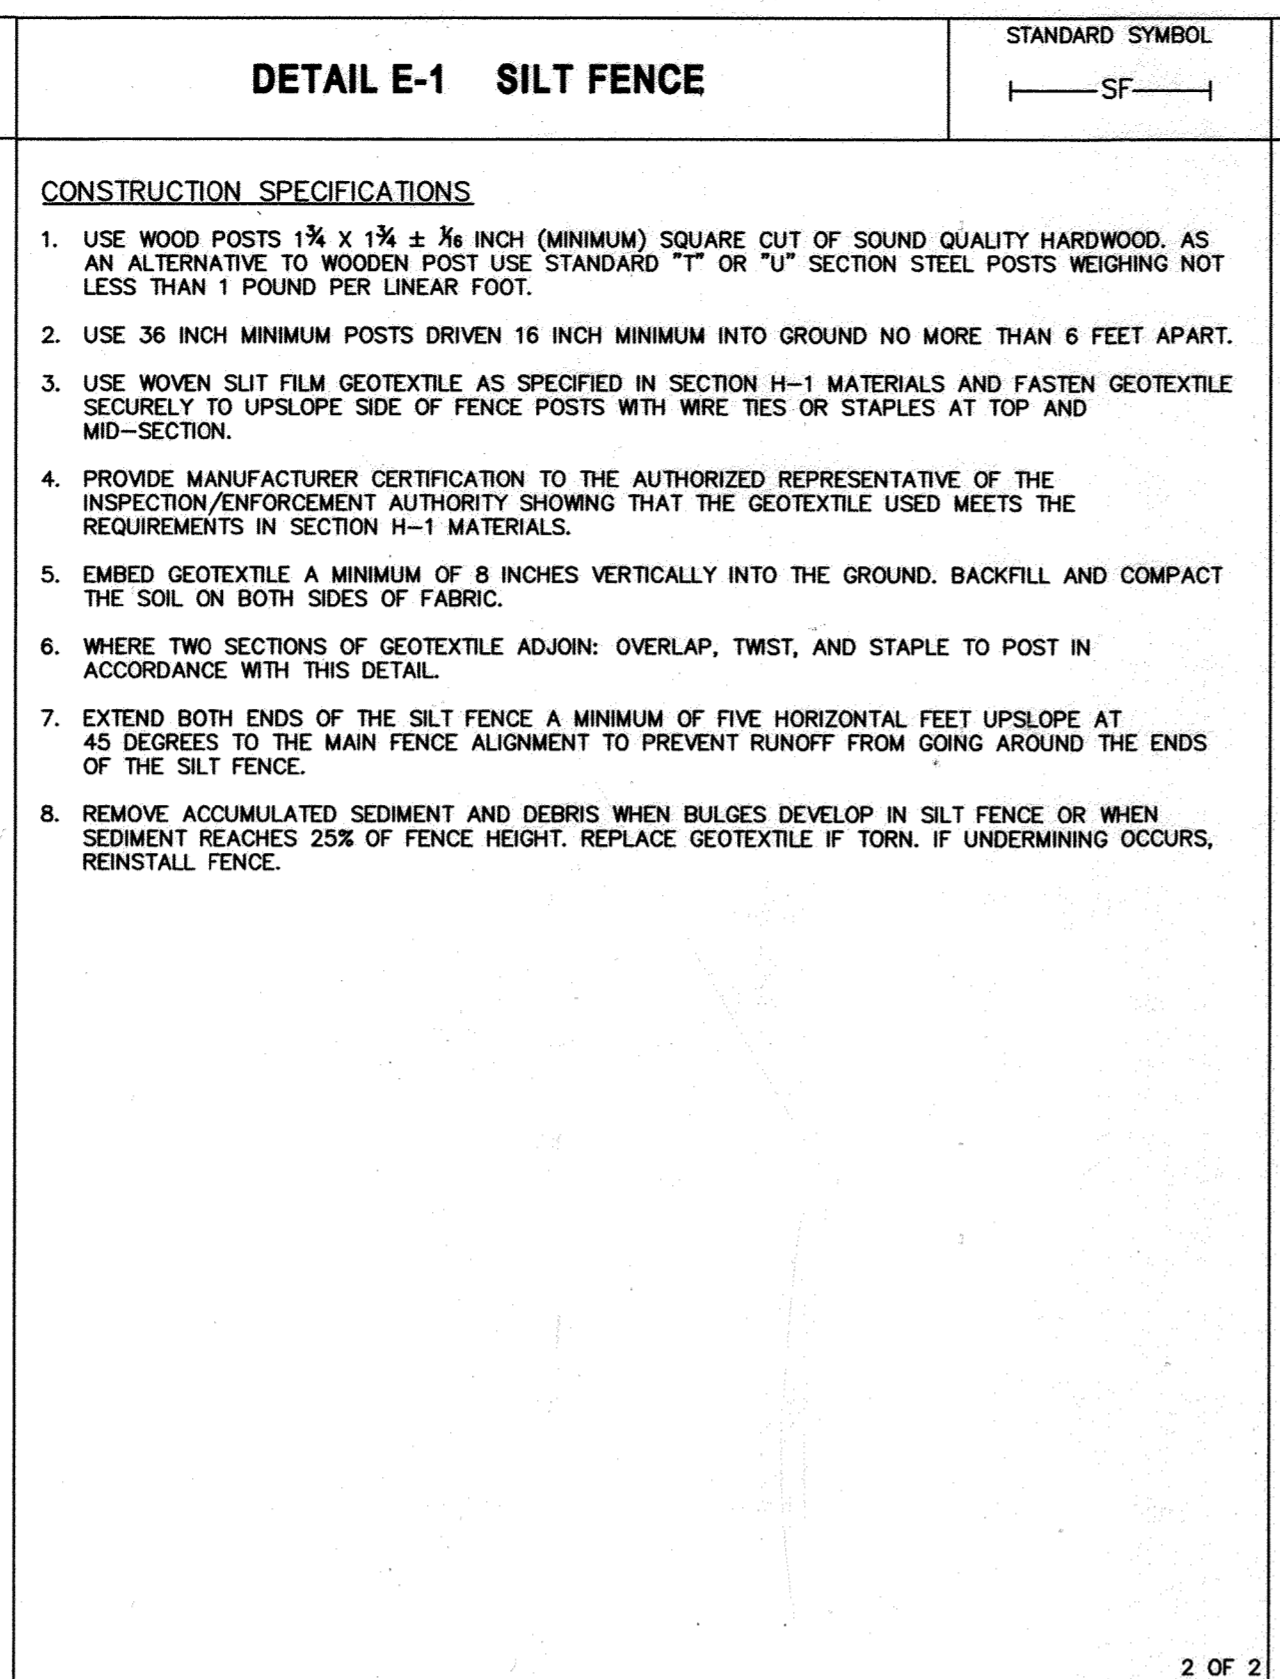 DETAIL E-1 SILT FENCE
STANDARD SYMBOL
SF
CONSTRUCTION SPECIFICATIONS
1. USE WOOD POSTS 1¾ X 1¾ ± 1/16 INCH (MINIMUM) SQUARE CUT OF SOUND QUALITY HARDWOOD. AS
AN ALTERNATIVE TO WOODEN POST USE STANDARD "T" OR "U" SECTION STEEL POSTS WEIGHING NOT
LESS THAN 1 POUND PER LINEAR FOOT.
2. USE 36 INCH MINIMUM POSTS DRIVEN 16 INCH MINIMUM INTO GROUND NO MORE THAN 6 FEET APART.
3. USE WOVEN SLIT FILM GEOTEXTILE AS SPECIFIED IN SECTION H-1 MATERIALS AND FASTEN GEOTEXTILE
SECURELY TO UPSLOPE SIDE OF FENCE POSTS WITH WIRE TIES OR STAPLES AT TOP AND
MID-SECTION.
4. PROVIDE MANUFACTURER CERTIFICATION TO THE AUTHORIZED REPRESENTATIVE OF THE
INSPECTION/ENFORCEMENT AUTHORITY SHOWING THAT THE GEOTEXTILE USED MEETS THE
REQUIREMENTS IN SECTION H-1 MATERIALS.
5. EMBED GEOTEXTILE A MINIMUM OF 8 INCHES VERTICALLY INTO THE GROUND. BACKFILL AND COMPACT
THE SOIL ON BOTH SIDES OF FABRIC.
6. WHERE TWO SECTIONS OF GEOTEXTILE ADJOIN: OVERLAP, TWIST, AND STAPLE TO POST IN
ACCORDANCE WITH THIS DETAIL.
7. EXTEND BOTH ENDS OF THE SILT FENCE A MINIMUM OF FIVE HORIZONTAL FEET UPSLOPE AT
45 DEGREES TO THE MAIN FENCE ALIGNMENT TO PREVENT RUNOFF FROM GOING AROUND THE ENDS
OF THE SILT FENCE.
8. REMOVE ACCUMULATED SEDIMENT AND DEBRIS WHEN BULGES DEVELOP IN SILT FENCE OR WHEN
SEDIMENT REACHES 25% OF FENCE HEIGHT. REPLACE GEOTEXTILE IF TORN. IF UNDERMINING OCCURS,
REINSTALL FENCE.
2 OF 2